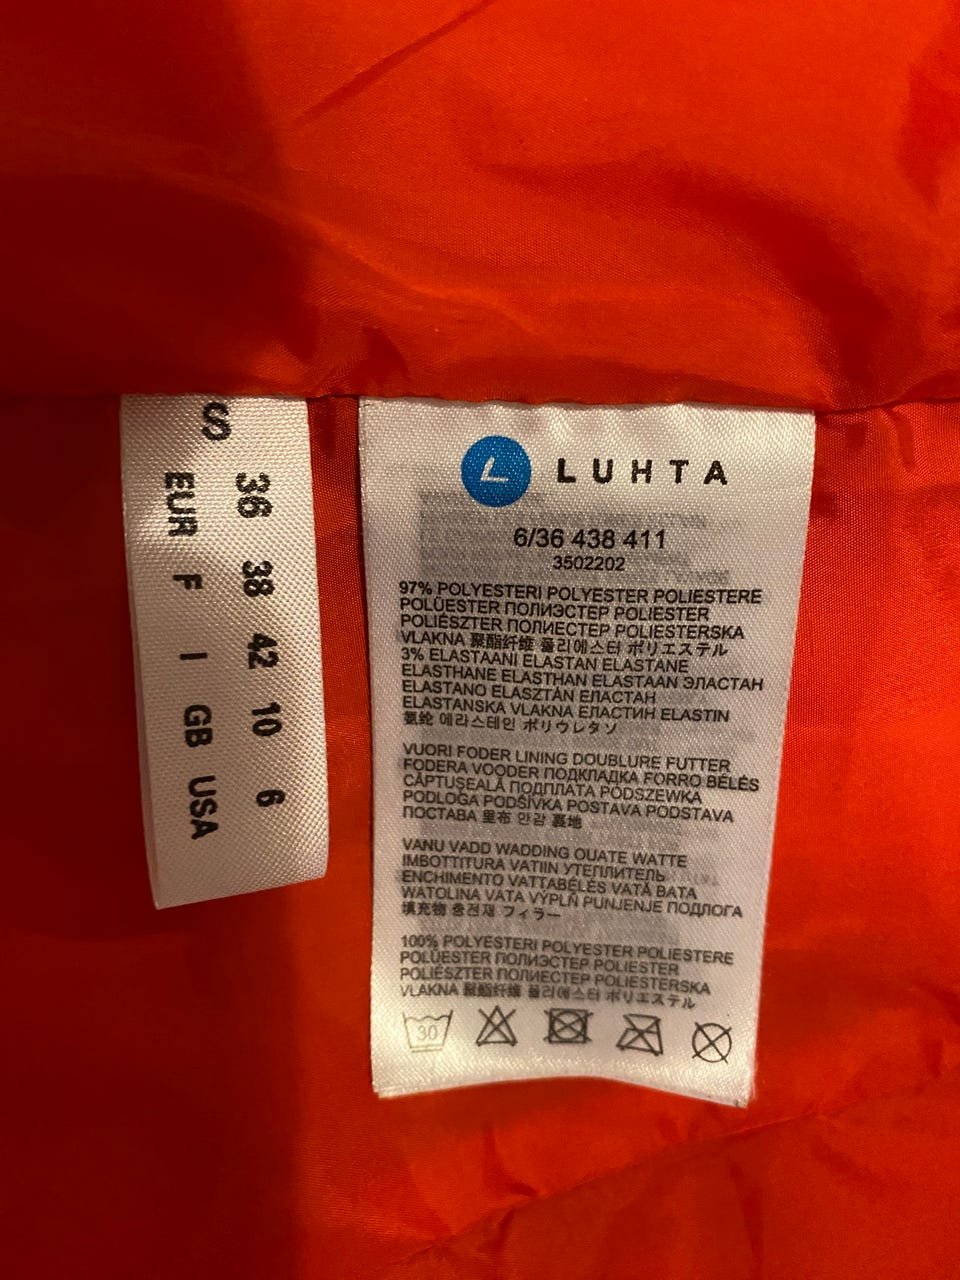 S
36 38 42 10 6
EUR F I GB USA
L LUHTA
6/36 438 411
3502202
97% POLYESTERI POLYESTER POLIESTERE
POLÜESTER ПОЛИЭСТЕР POLIESTER
POLIÉSZTER ПОЛИЕСТЕР POLIESTERSKA
VLAKNA 聚酯纤维 폴리에스터 ポリエステル
3% ELASTAANI ELASTAN ELASTANE
ELASTHANE ELASTHAN ELASTAAN ЭЛАСТАН
ELASTANO ELASZTÁN ЕЛАСТАН
ELASTANSKA VLAKNA ЕЛАСТИН ELASTIN
氨纶 에라스테인 ポリウレタン
VUORI FODER LINING DOUBLURE FUTTER
FODERA VOODER ПОДКЛАДКА FORRO BÉLÉS
CĂPTUŞEALĂ ПОДПЛАТА PODSZEWKA
PODLOGA PODŠÍVKA POSTAVA PODSTAVA
ПОСТАВА 里布 안감 裏地
VANU VADD WADDING OUATE WATTE
IMBOTTITURA VATIIN УТЕПЛИТЕЛЬ
ENCHIMENTO VATTABÉLÉS VATĂ ВАТА
WATOLINA VATA VÝPLŇ PUNJENJE ПОДЛОГА
填充物 충전재 フィラー
100% POLYESTERI POLYESTER POLIESTERE
POLÜESTER ПОЛИЭСТЕР POLIESTER
POLIÉSZTER ПОЛИЕСТЕР POLIESTERSKA
VLAKNA 聚酯纤维 폴리에스터 ポリエステル
30